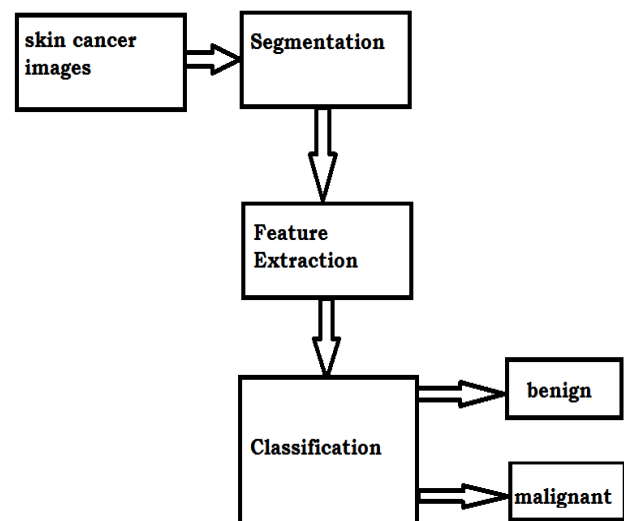 skin cancer
images
Segmentation
Feature
Extraction
Classification
benign
malignant